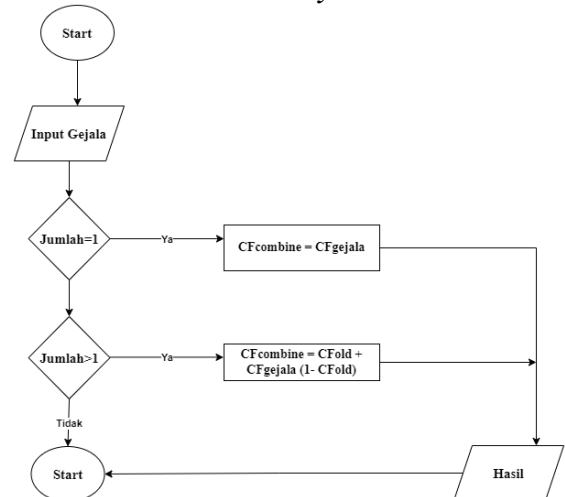 Start
Input Gejala
Jumlah=1
Ya
CFcombine = CFgejala
Jumlah>1
Ya
CFcombine = CFold +
CFgejala (1- CFold)
Tidak
Start
Hasil